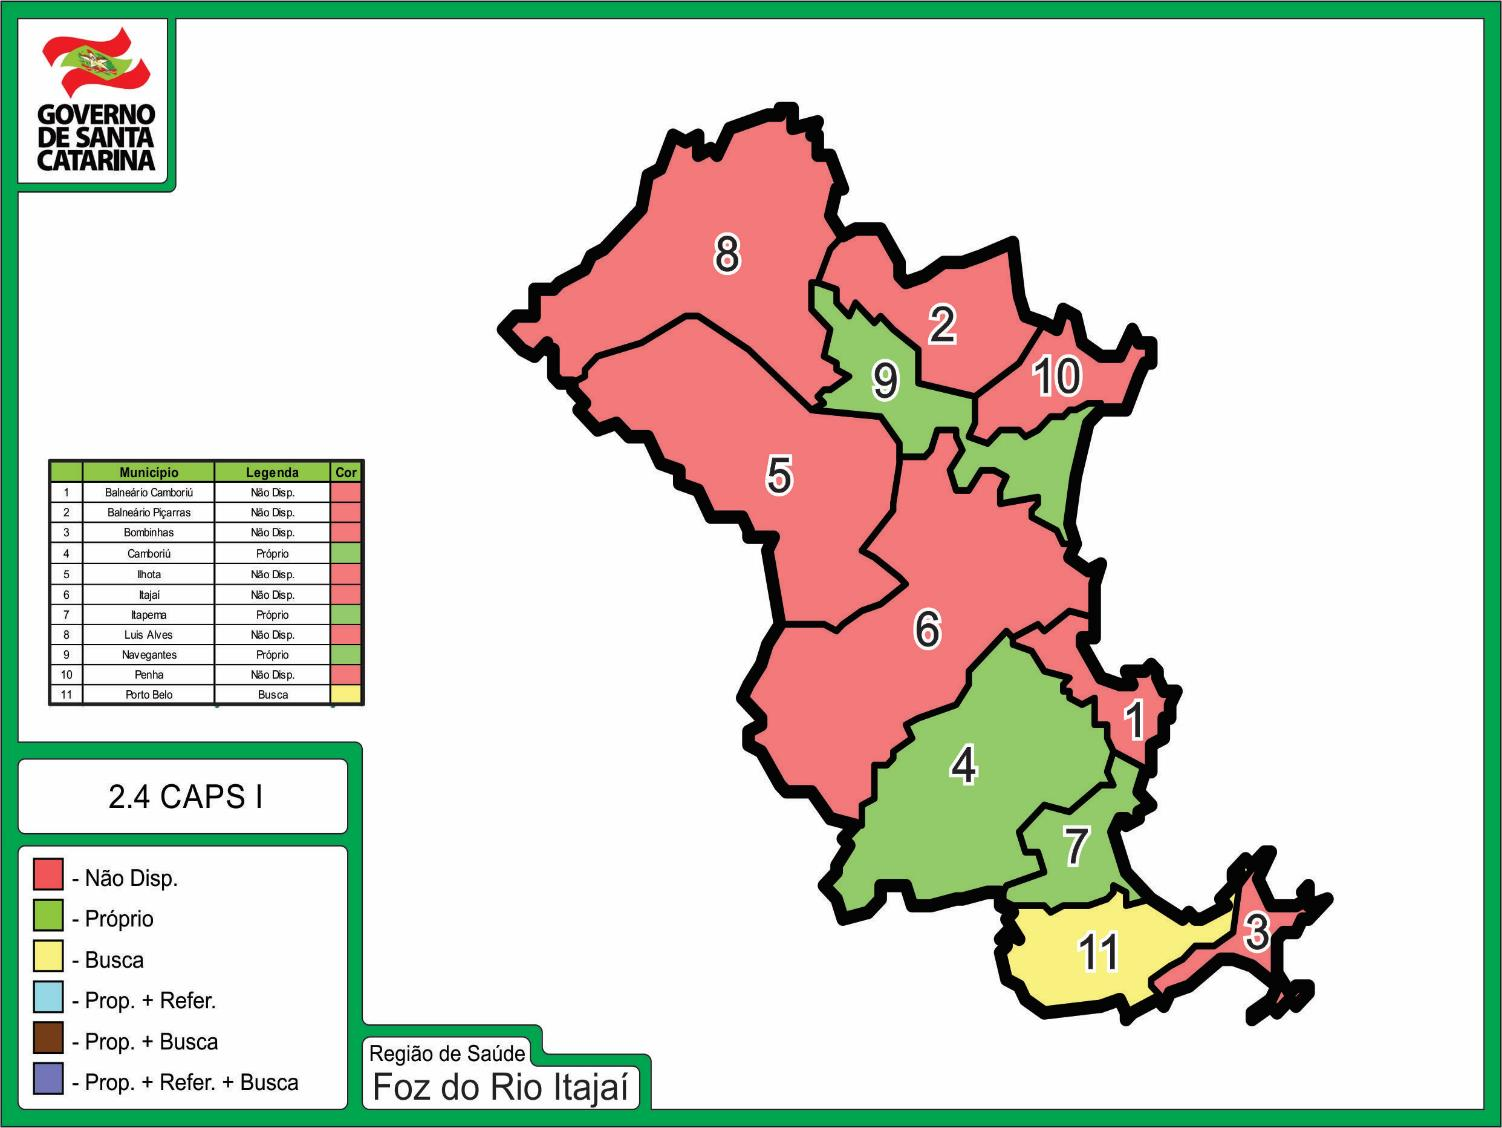 GOVERNO
DE SANTA
CATARINA
8
2
10
9
5
6
1
4
7
3
11
Município Legenda Cor
1 Balneário Camboriú Não Disp.
2 Balneário Piçarras Não Disp.
3 Bombinhas Não Disp.
4 Camboriú Próprio
5 Ilhota Não Disp.
6 Itajaí Não Disp.
7 Itapema Próprio
8 Luis Alves Não Disp.
9 Navegantes Próprio
10 Penha Não Disp.
11 Porto Belo Busca
2.4 CAPS I
- Não Disp.
- Próprio
- Busca
- Prop. + Refer.
- Prop. + Busca
- Prop. + Refer. + Busca
Região de Saúde
Foz do Rio Itajaí